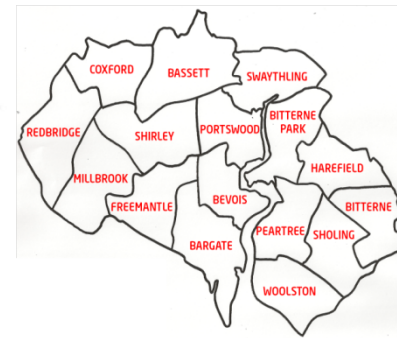 COXFORD
BASSETT
SWAYTHLING
REDBRIDGE
SHIRLEY
PORTSWOOD
BITTERNE
PARK
HAREFIELD
MILLBROOK
FREEMANTLE
BEVOIS
BITTERNE
BARGATE
PEARTREE
SHOLING
WOOLSTON